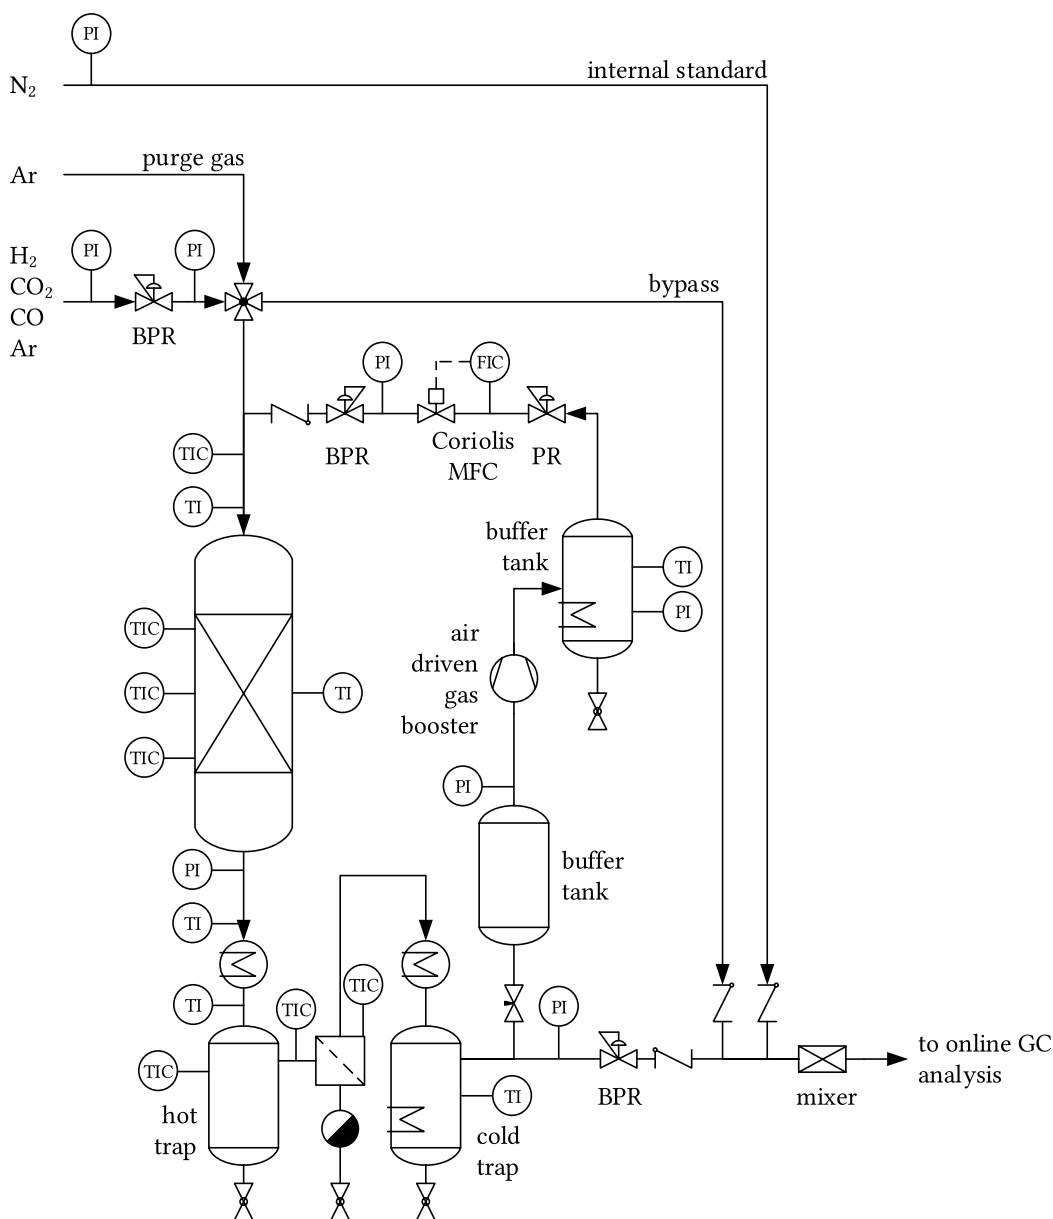 PI
internal standard
N₂
purge gas
Ar
PI
PI
H₂
CO₂
CO
Ar
bypass
BPR
PI
FIC
BPR
Coriolis
MFC
PR
TIC
TI
buffer
tank
TI
PI
TIC
TIC
TIC
TI
air
driven
gas
booster
PI
buffer
tank
PI
TI
TI
TIC
TIC
PI
TIC
hot
trap
TI
cold
trap
BPR
mixer
to online GC
analysis